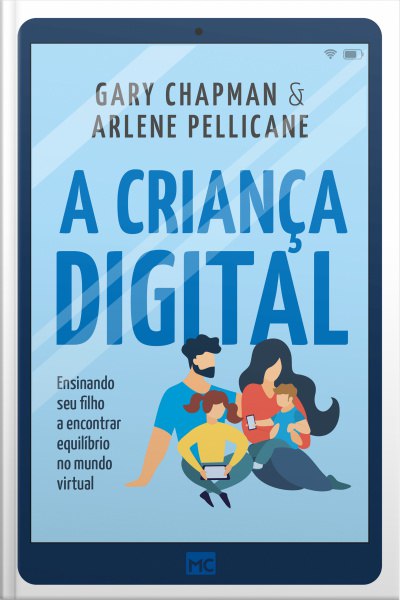 GARY CHAPMAN &
ARLENE PELLICANE
A CRIANÇA
DIGITAL
Ensinando
seu filho
a encontrar
equilíbrio
no mundo
virtual
MC